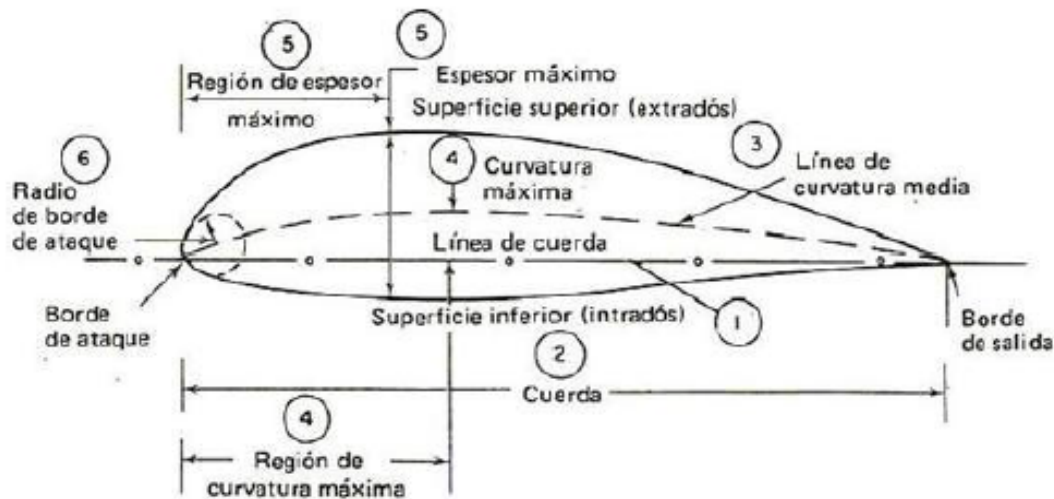 5
5
Región de espesor
máximo
Espesor máximo
Superficie superior (extradós)
6
Radio
de borde
de ataque
4
Curvatura
máxima
3
Línea de
curvatura media
Línea de cuerda
Borde
de ataque
Superficie inferior (intradós)
1
Borde
de salida
2
Cuerda
4
Región de
curvatura máxima